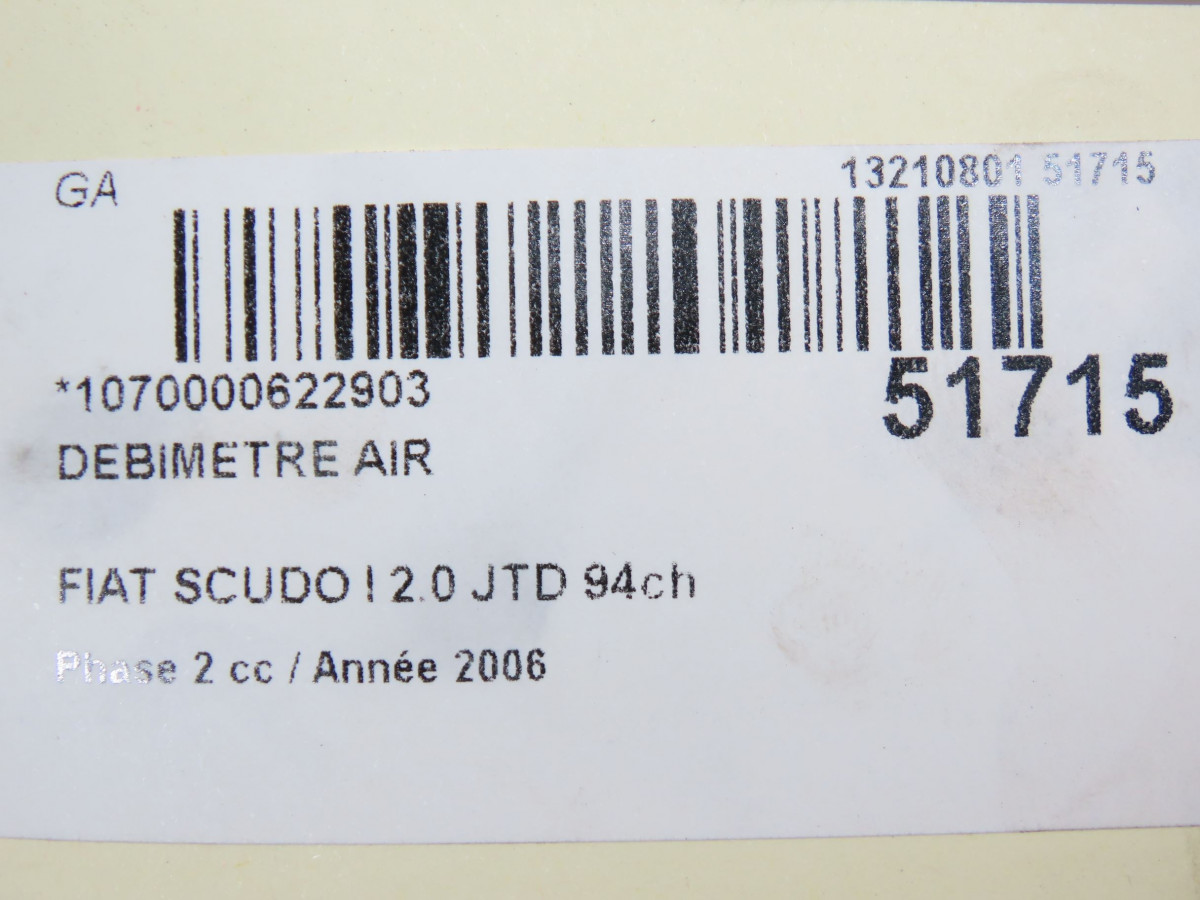 GA
13210801 51715
*1070000622903
51715
DEBIMETRE AIR
FIAT SCUDO I 2.0 JTD 94ch
Phase 2 cc / Année 2006